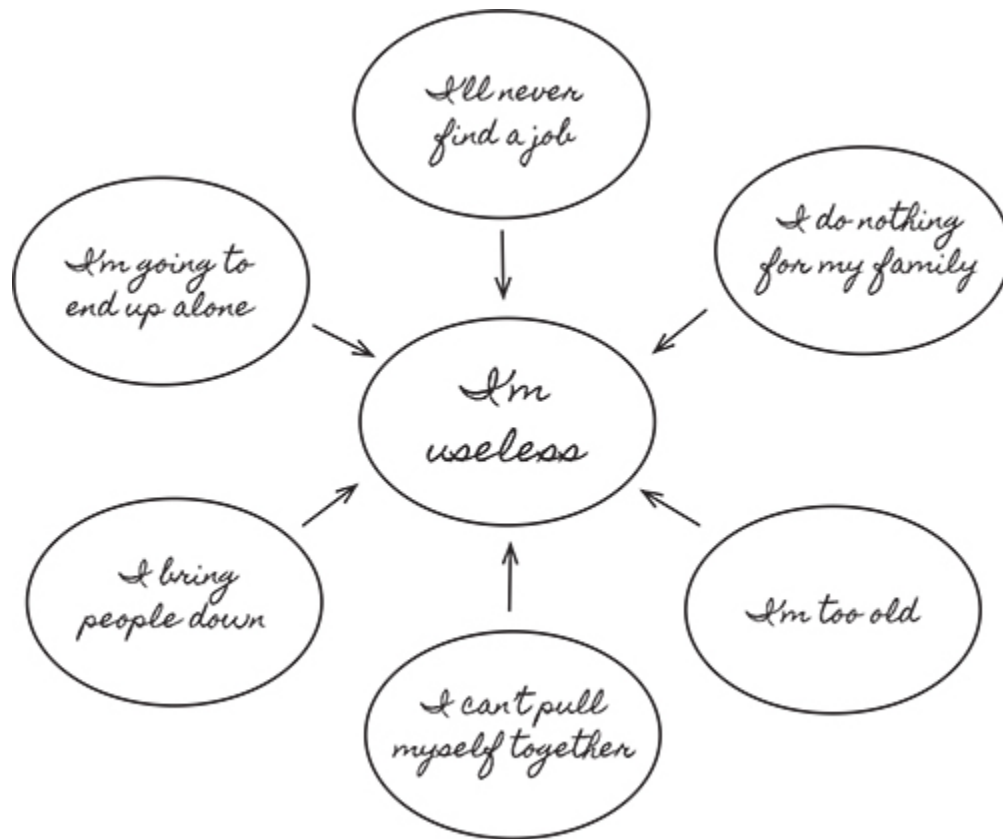 I'll never
find a job
I do nothing
for my family
I'm going to
end up alone
I'm
useless
I bring
people down
I'm too old
I can't pull
myself together